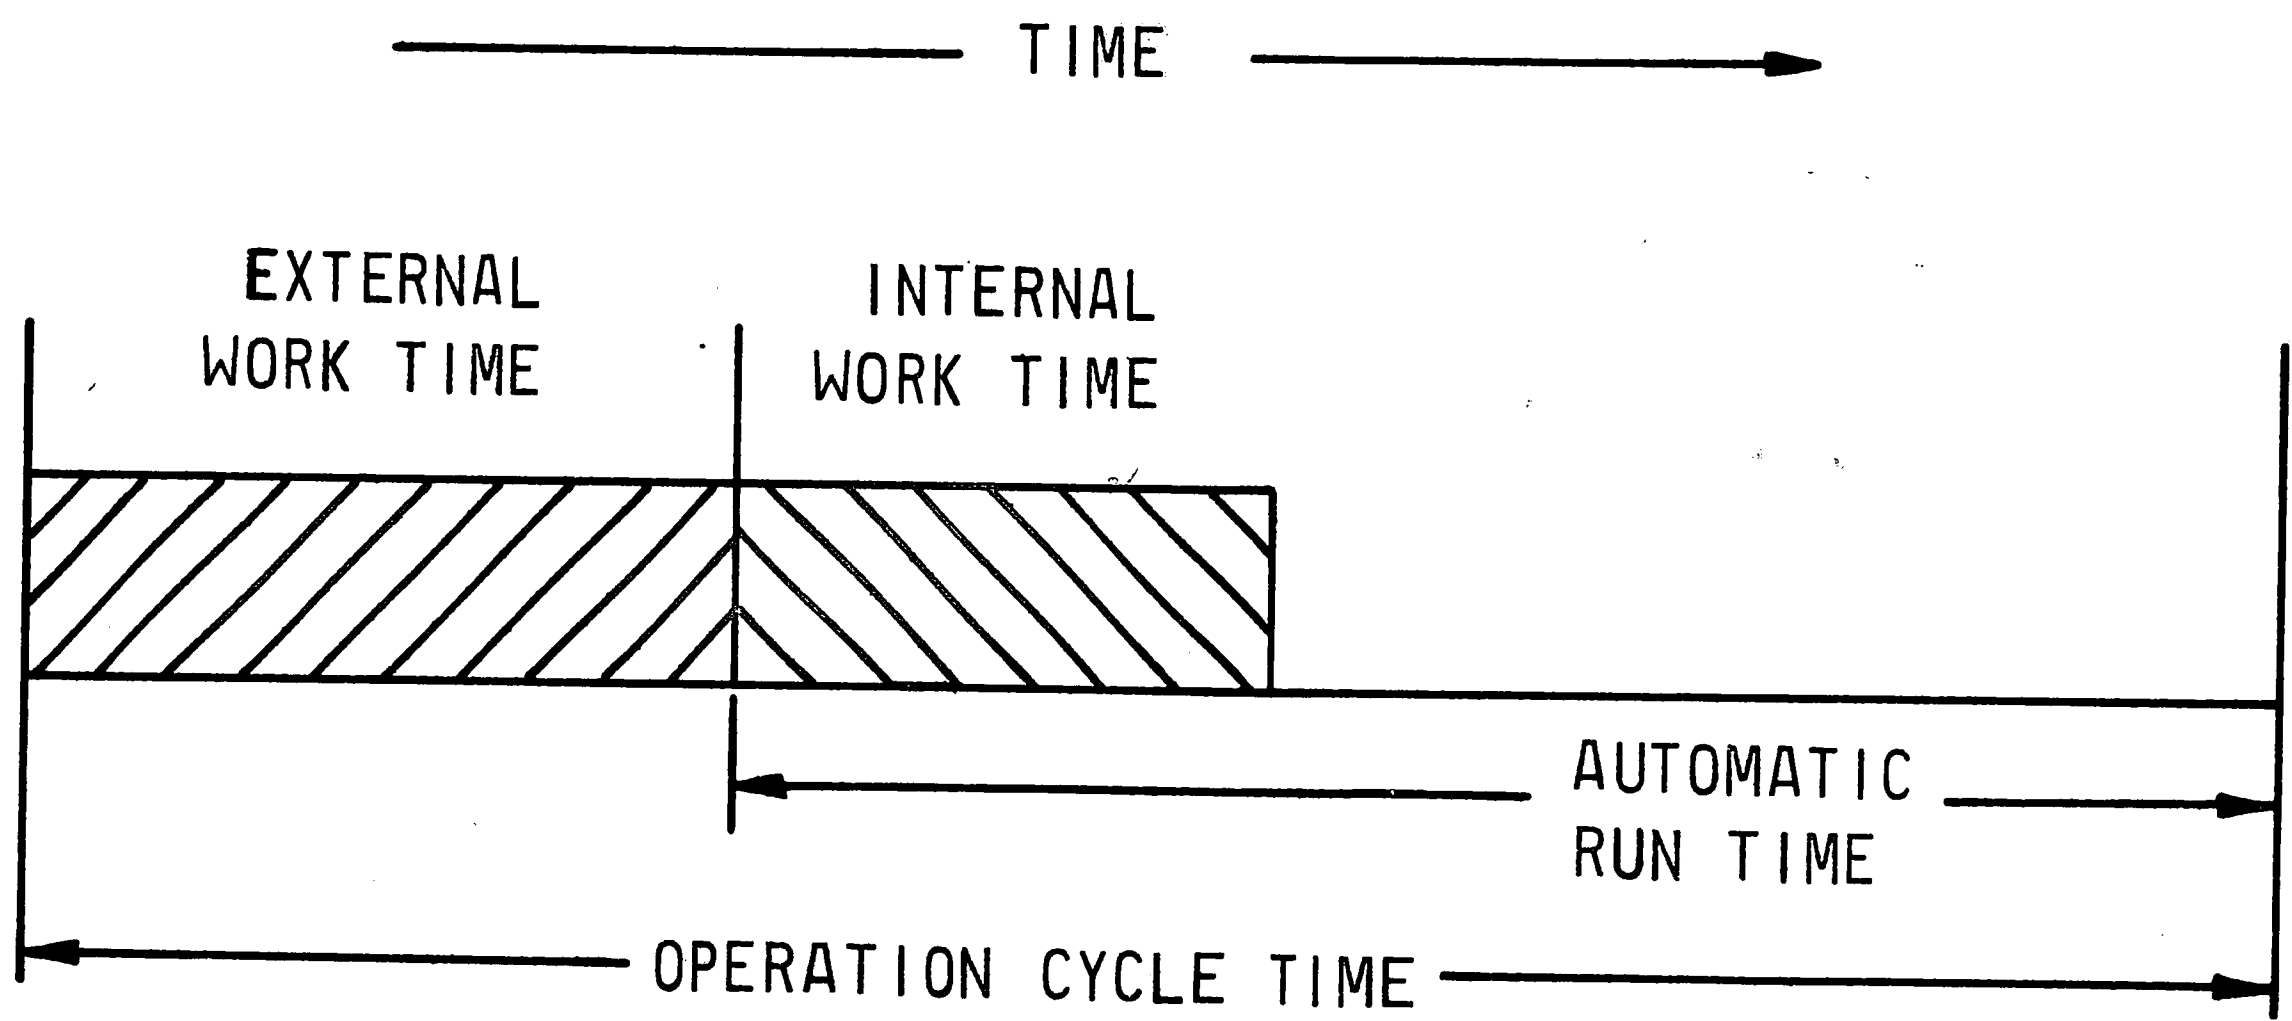 TIME
EXTERNAL
WORK TIME
INTERNAL
WORK TIME
AUTOMATIC
RUN TIME
OPERATION CYCLE TIME